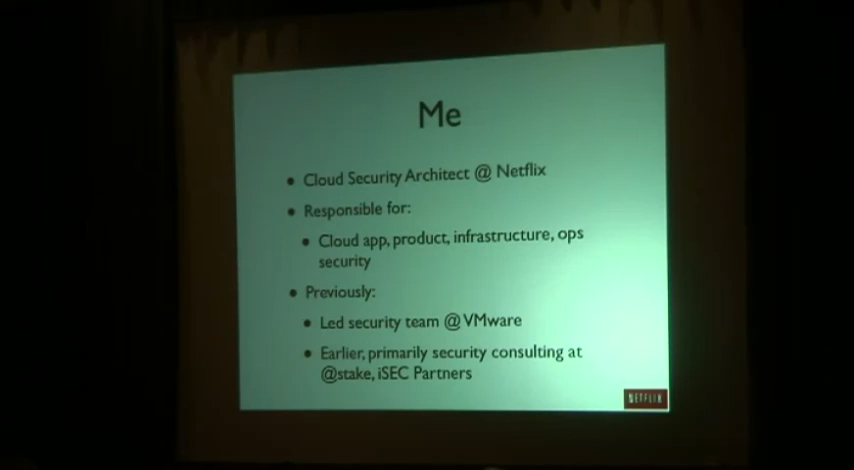 Me
• Cloud Security Architect @ Netflix
• Responsible for:
• Cloud app, product, infrastructure, ops
security
• Previously:
• Led security team @ VMware
• Earlier, primarily security consulting at
@stake, iSEC Partners
NETFLIX